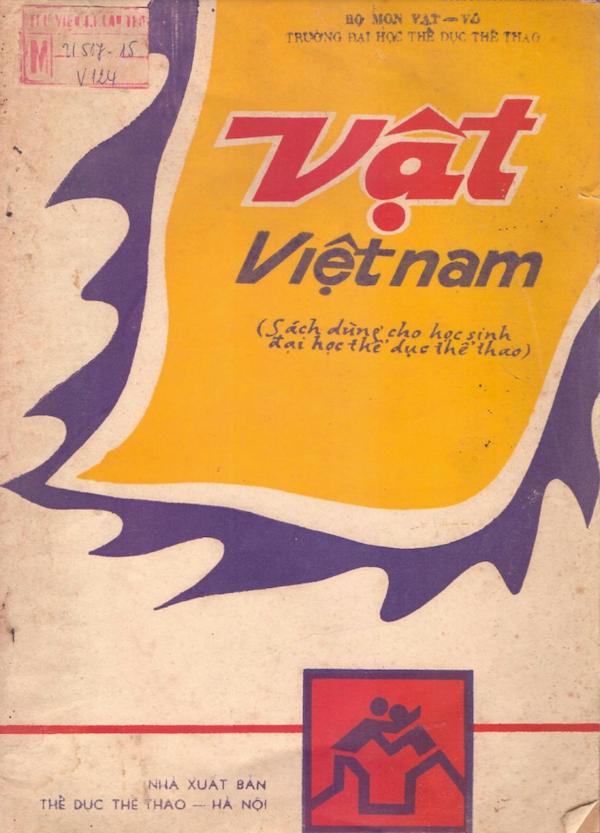 M
21507-15
V124
BỘ MÔN VẬT - VÕ
TRƯỜNG ĐẠI HỌC THỂ DỤC THỂ THAO
Vật
Việt nam
(Sách dùng cho học sinh
đại học thể dục thể thao)
NHÀ XUẤT BẢN
THỂ DỤC THỂ THAO - HÀ NỘI